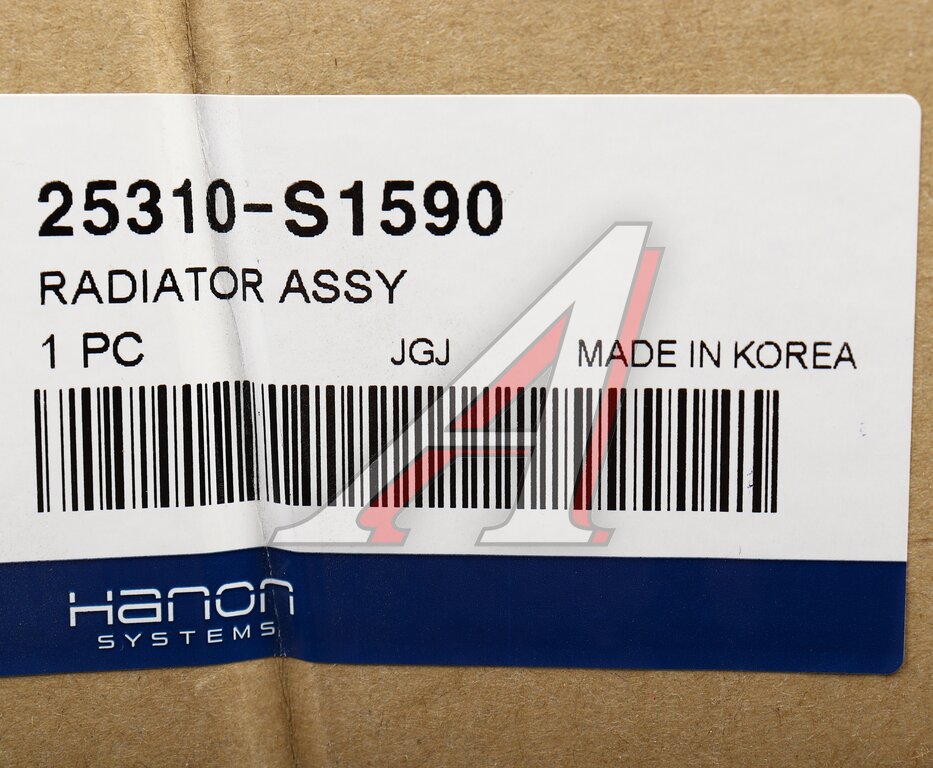 25310-S1590
RADIATOR ASSY
1 PC JGJ MADE IN KOREA
Hanon
SYSTEMS